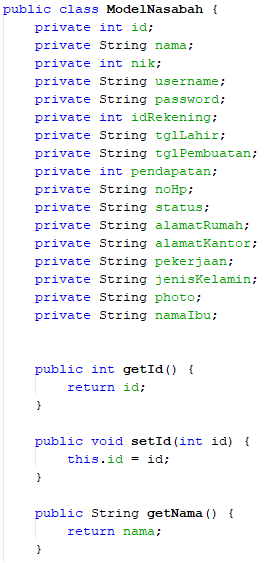 public class ModelNasabah {
    private int id;
    private String nama;
    private int nik;
    private String username;
    private String password;
    private int idRekening;
    private String tglLahir;
    private String tglPembuatan;
    private int pendapatan;
    private String noHp;
    private String status;
    private String alamatRumah;
    private String alamatKantor;
    private String pekerjaan;
    private String jenisKelamin;
    private String photo;
    private String namaIbu;
    public int getId() {
        return id;
    }
    public void setId(int id) {
        this.id = id;
    }
    public String getNama() {
        return nama;
    }